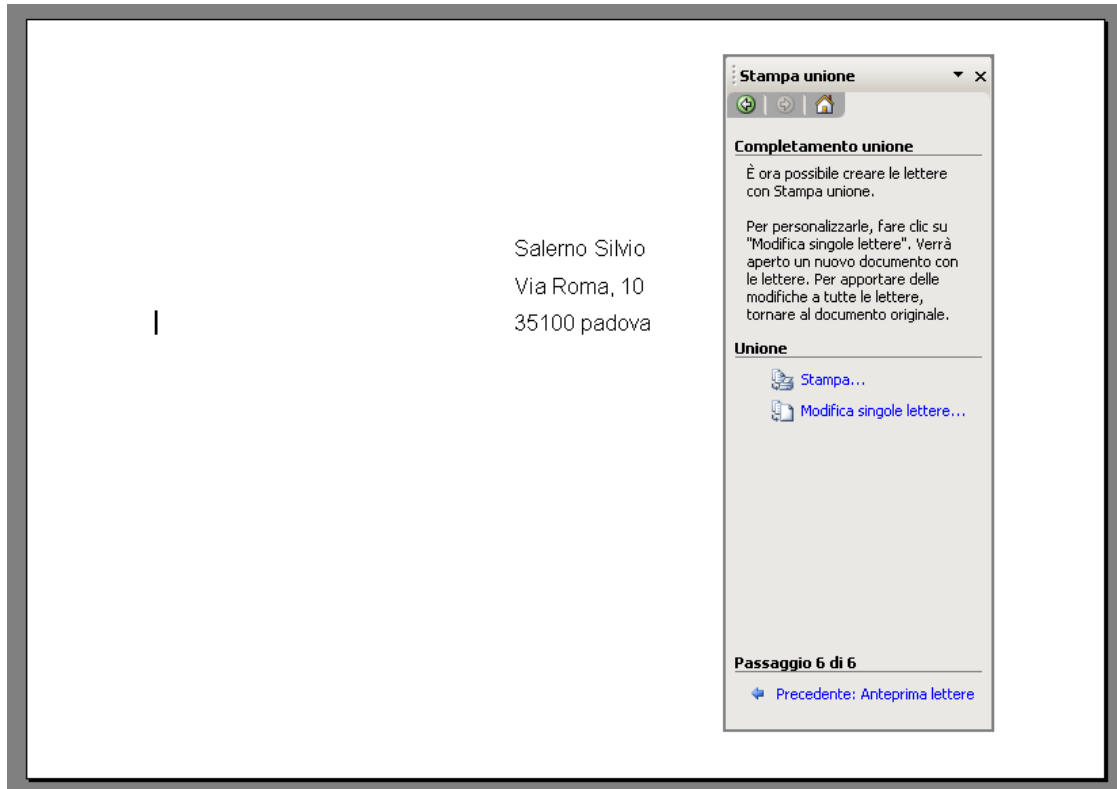 Salerno Silvio
Via Roma, 10
35100 padova
Stampa unione
Completamento unione
È ora possibile creare le lettere
con Stampa unione.
Per personalizzarle, fare clic su
"Modifica singole lettere". Verrà
aperto un nuovo documento con
le lettere. Per apportare delle
modifiche a tutte le lettere,
tornare al documento originale.
Unione
Stampa...
Modifica singole lettere...
Passaggio 6 di 6
Precedente: Anteprima lettere